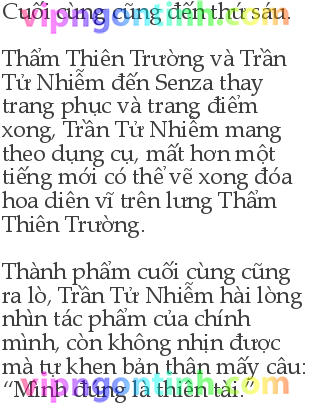 Cuối cùng cũng đến thứ sáu.
vipngontinh.com
Thẩm Thiên Trường và Trần
Tử Nhiễm đến Senza thay
trang phục và trang điểm
xong, Trần Tử Nhiễm mang
theo dụng cụ, mất hơn một
tiếng mới có thể vẽ xong đóa
hoa diên vĩ trên lưng Thẩm
Thiên Trường.
Thành phẩm cuối cùng cũng
ra lò, Trần Tử Nhiễm hài lòng
nhìn tác phẩm của chính
mình, còn không nhịn được
mà tự khen bản thân mấy câu:
“Mình đúng là thiên tài.”
vipngontinh.com